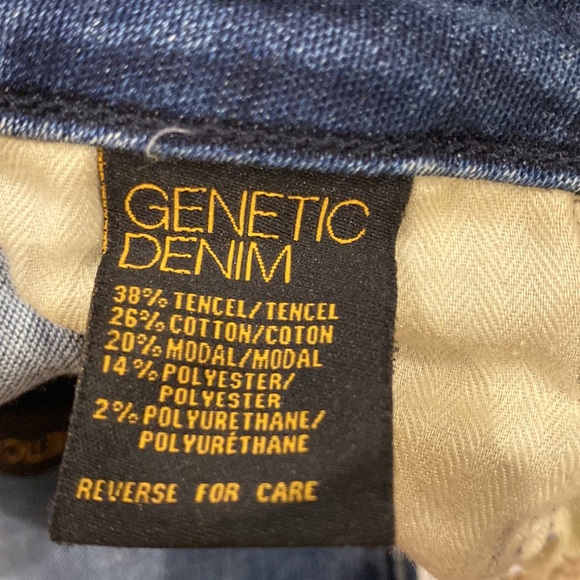 GENETIC
DENIM
38% TENCEL/TENCEL
26% COTTON/COTON
20% MODAL/MODAL
14% POLYESTER/
POLYESTER
2% POLYURETHANE/
POLYURÉTHANE
REVERSE FOR CARE